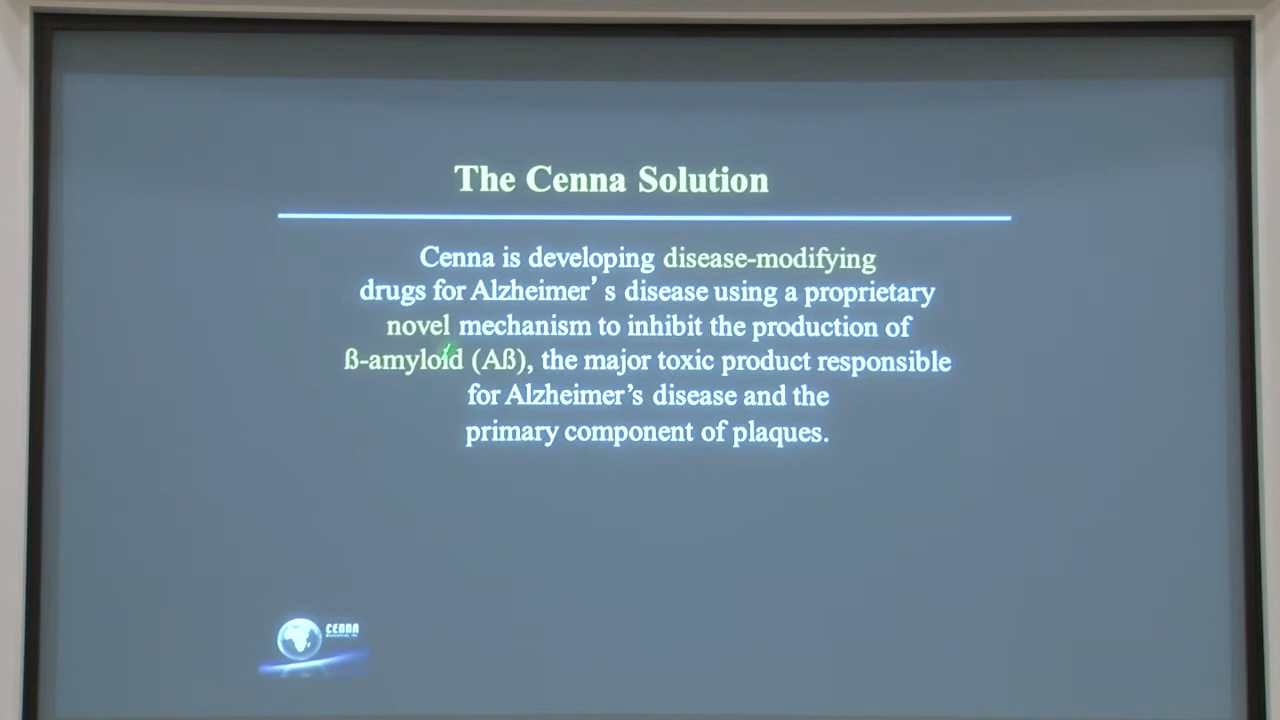 The Cenna Solution
Cenna is developing disease-modifying
drugs for Alzheimer’ s disease using a proprietary
novel mechanism to inhibit the production of
ß-amyloid (Aß), the major toxic product responsible
for Alzheimer’s disease and the
primary component of plaques.
CENNA